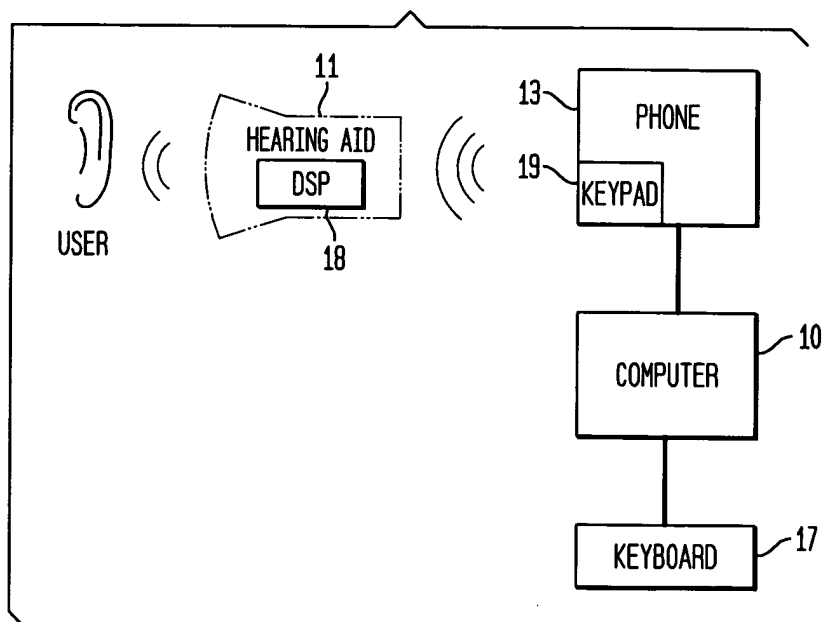 11
HEARING AID
DSP
18
USER
13
PHONE
19
KEYPAD
10
COMPUTER
17
KEYBOARD